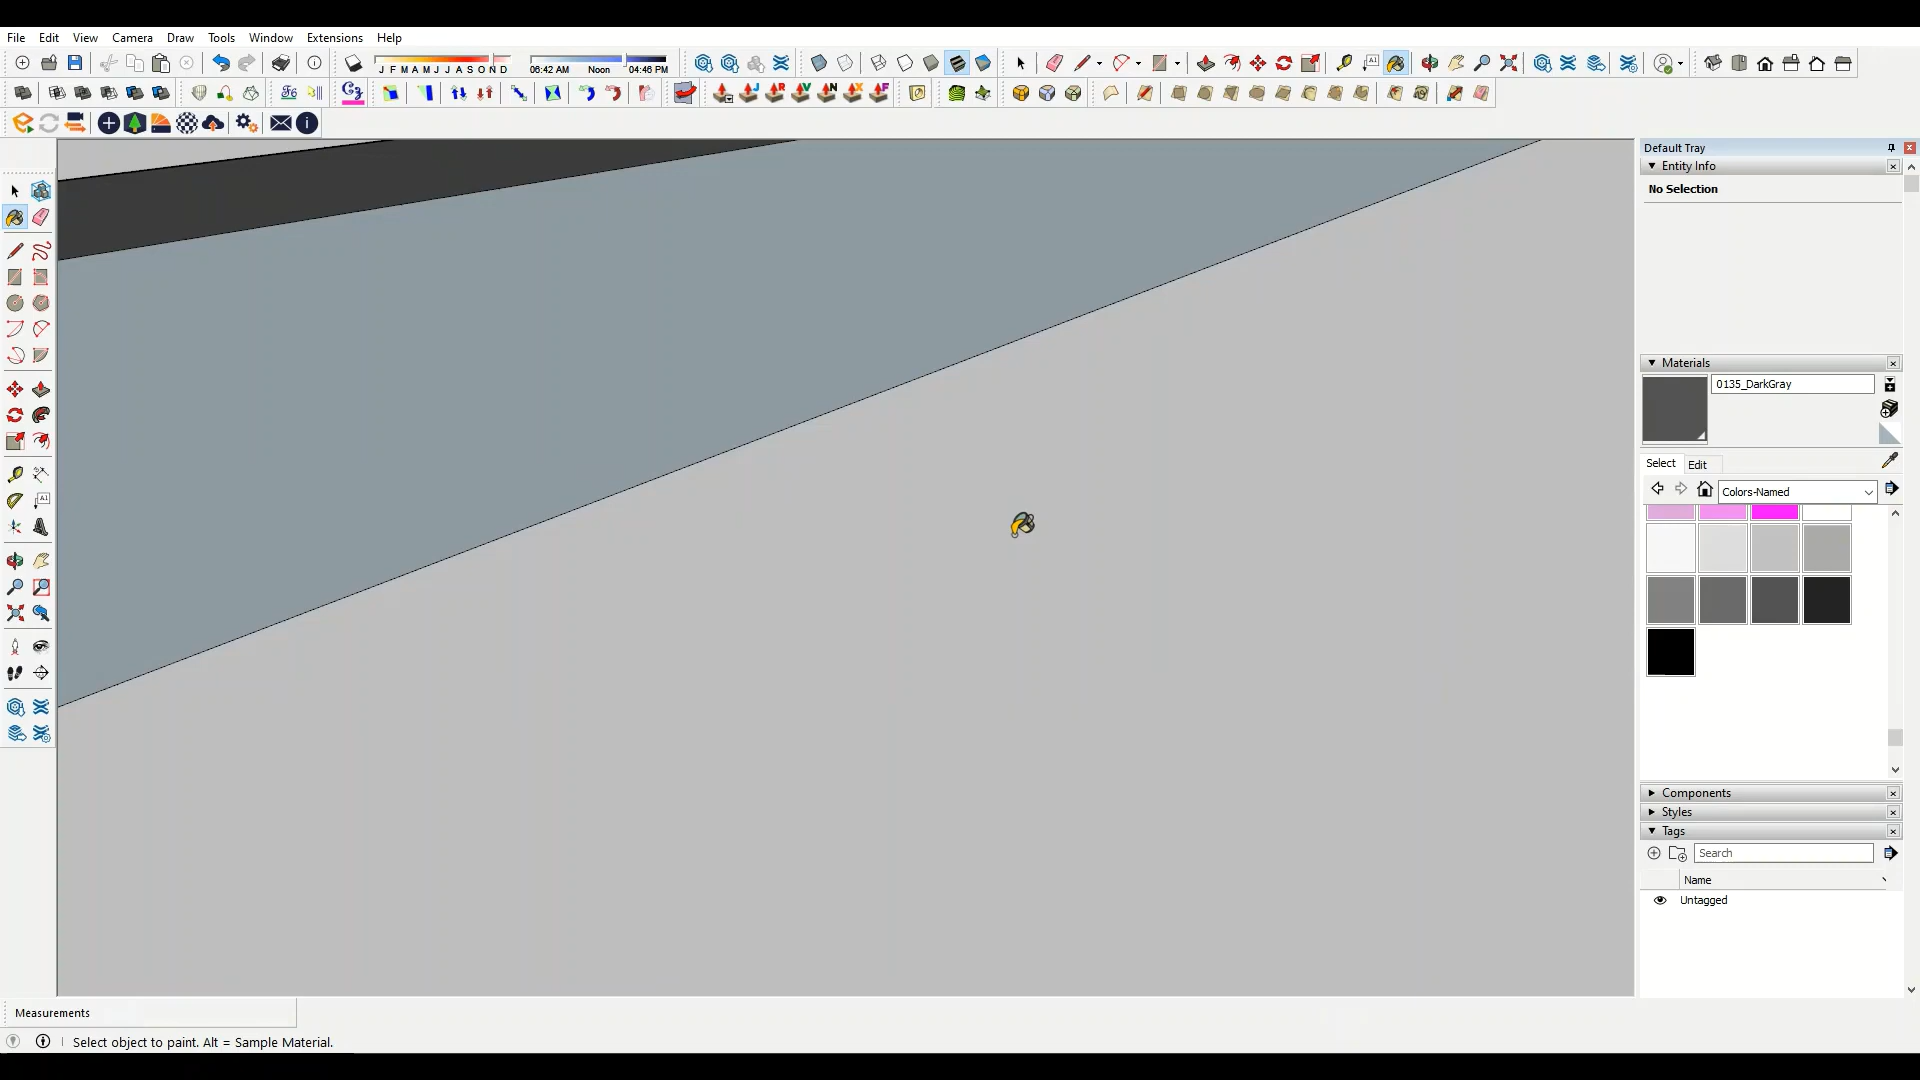 File Edit View Camera Draw Tools Window Extensions Help
J F M A M J J A S O N D
06:42 AM Noon 04:46 PM
Default Tray
Entity Info
No Selection
Materials
0135_DarkGray
Select Edit
Colors-Named
Components
Styles
Tags
Search
Name
Untagged
Measurements
Select object to paint. Alt = Sample Material.